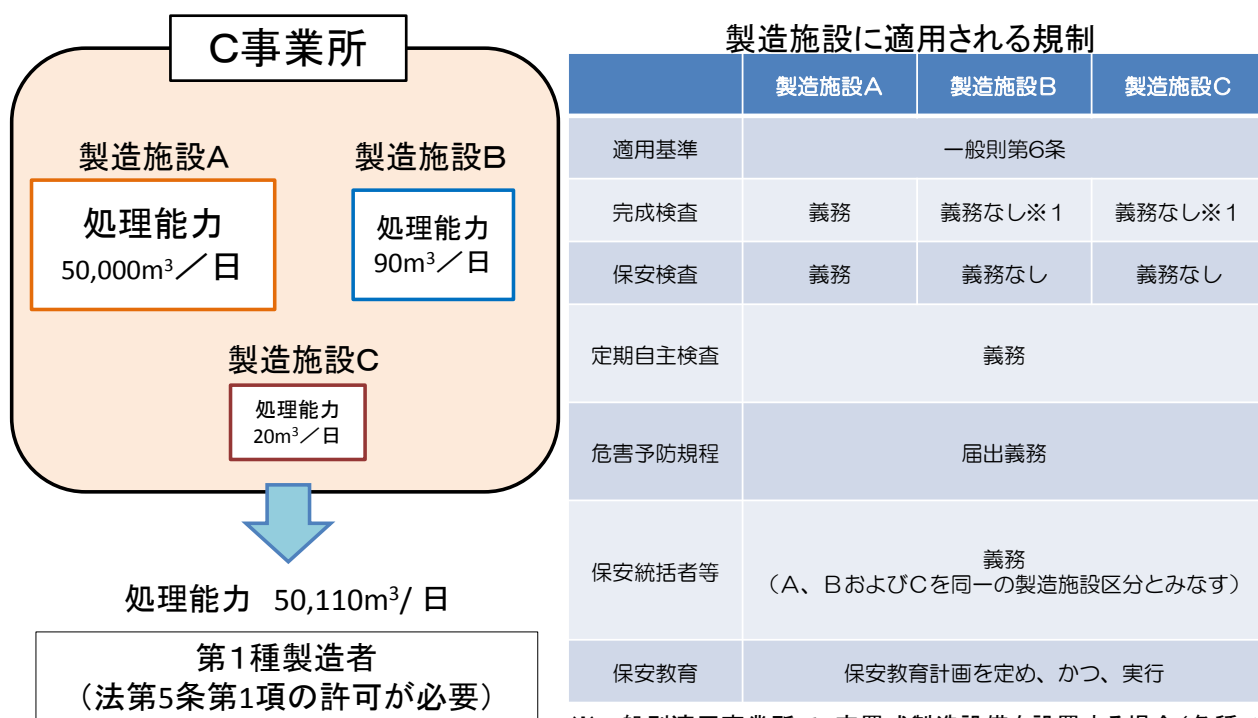 C事業所
製造施設A
処理能力
50,000m³/日
製造施設B
処理能力
90m³/日
製造施設C
処理能力
20m³/日
処理能力 50,110m³/日
第1種製造者
(法第5条第1項の許可が必要)
製造施設に適用される規制
製造施設A 製造施設B 製造施設C
適用基準 一般則第6条
完成検査 義務 義務なし※1 義務なし※1
保安検査 義務 義務なし 義務なし
定期自主検査 義務
危害予防規程 届出義務
保安統括者等 義務
(A、BおよびCを同一の製造施設区分とみなす)
保安教育 保安教育計画を定め、かつ、実行